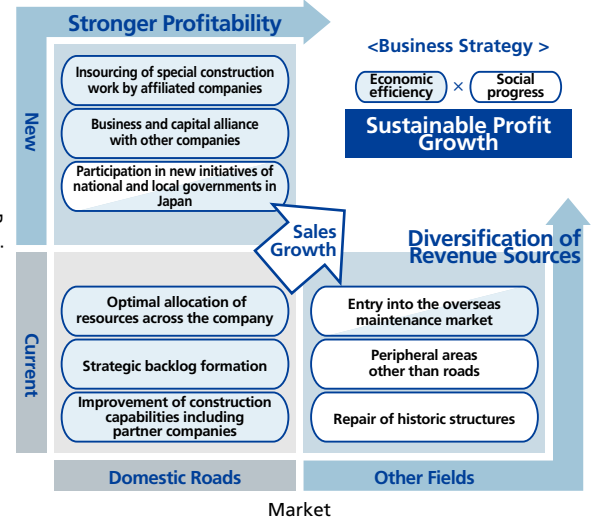 Stronger Profitability
<Business Strategy >
Economic
efficiency
×
Social
progress
Sustainable Profit
Growth
New
Insourcing of special construction
work by affiliated companies
Business and capital alliance
with other companies
Participation in new initiatives of
national and local governments in
Japan
Sales
Growth
Diversification of
Revenue Sources
Current
Optimal allocation of
resources across the company
Strategic backlog formation
Improvement of construction
capabilities including
partner companies
Entry into the overseas
maintenance market
Peripheral areas
other than roads
Repair of historic structures
Domestic Roads
Other Fields
Market